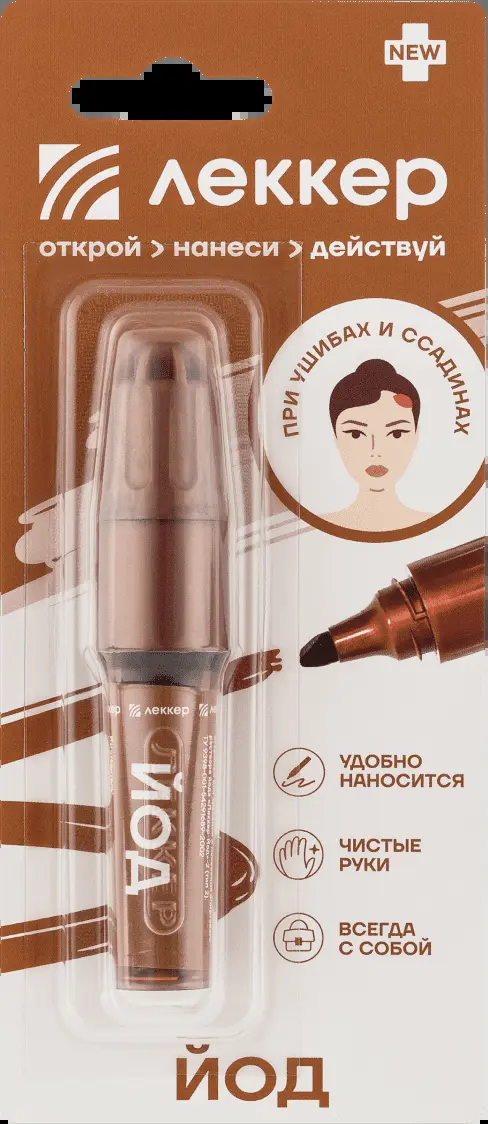 NEW
леккер
открой > нанеси > действуй
ПРИ УШИБАХ И ССАДИНАХ
леккер
ЙОД
УДОБНО
НАНОСИТСЯ
ЧИСТЫЕ
РУКИ
ВСЕГДА
С СОБОЙ
ЙОД